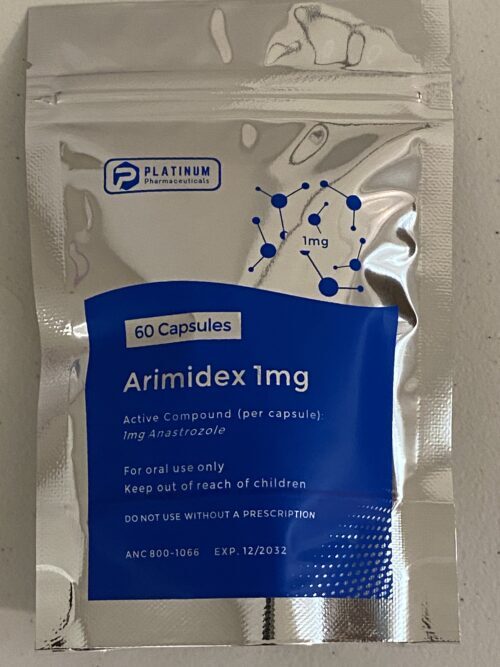 PLATINUM
Pharmaceuticals
1mg
60 Capsules
Arimidex 1mg
Active Compound (per capsule):
1mg Anastrozole
For oral use only
Keep out of reach of children
DO NOT USE WITHOUT A PRESCRIPTION
ANC 800-1066 EXP. 12/2032